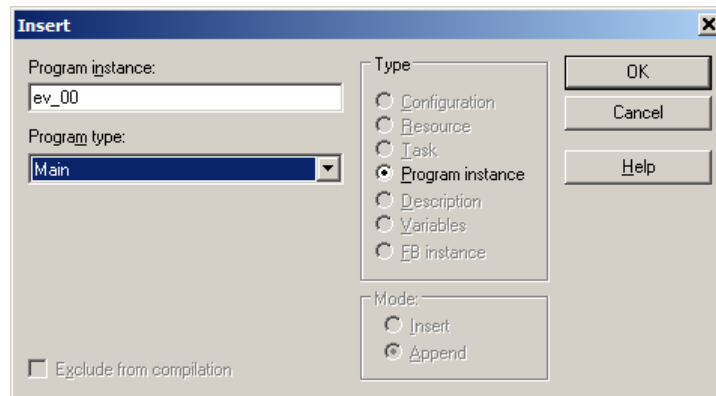 Insert
Program instance:
ev_00
Program type:
Main
Exclude from compilation
Type
Configuration
Resource
Task
Program instance
Description
Variables
FB instance
Mode:
Insert
Append
OK
Cancel
Help